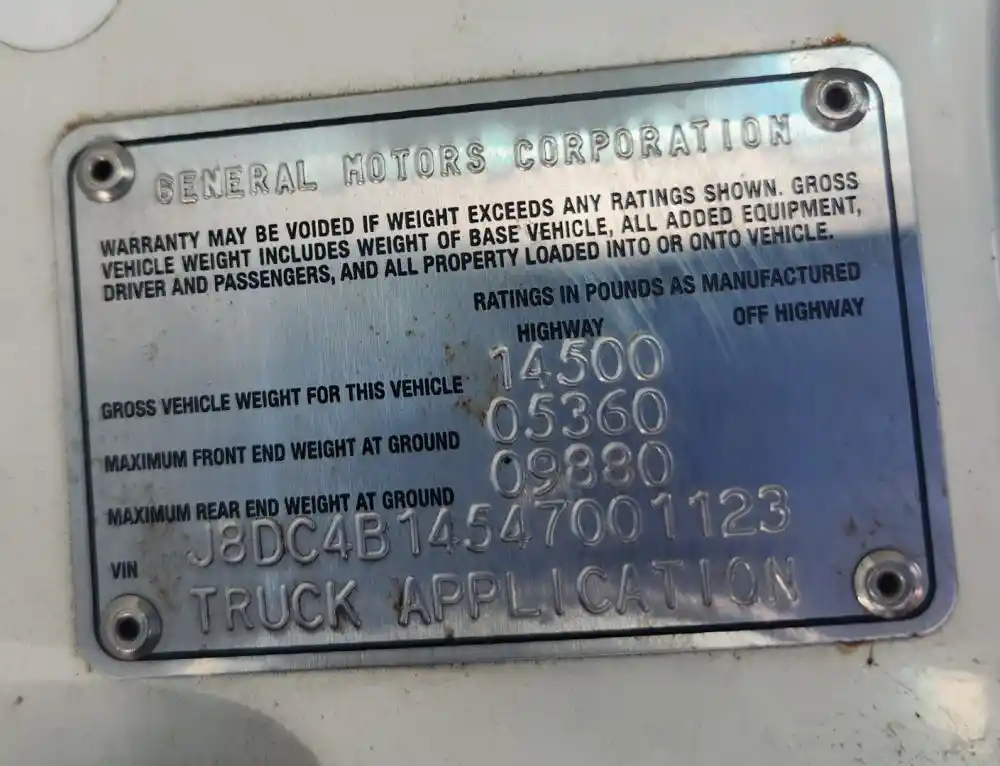 GENERAL MOTORS CORPORATION
WARRANTY MAY BE VOIDED IF WEIGHT EXCEEDS ANY RATINGS SHOWN. GROSS
VEHICLE WEIGHT INCLUDES WEIGHT OF BASE VEHICLE, ALL ADDED EQUIPMENT,
DRIVER AND PASSENGERS, AND ALL PROPERTY LOADED INTO OR ONTO VEHICLE.
RATINGS IN POUNDS AS MANUFACTURED
HIGHWAY OFF HIGHWAY
GROSS VEHICLE WEIGHT FOR THIS VEHICLE 14500
MAXIMUM FRONT END WEIGHT AT GROUND 05360
MAXIMUM REAR END WEIGHT AT GROUND 09880
VIN J8DC4B14547001123
TRUCK APPLICATION